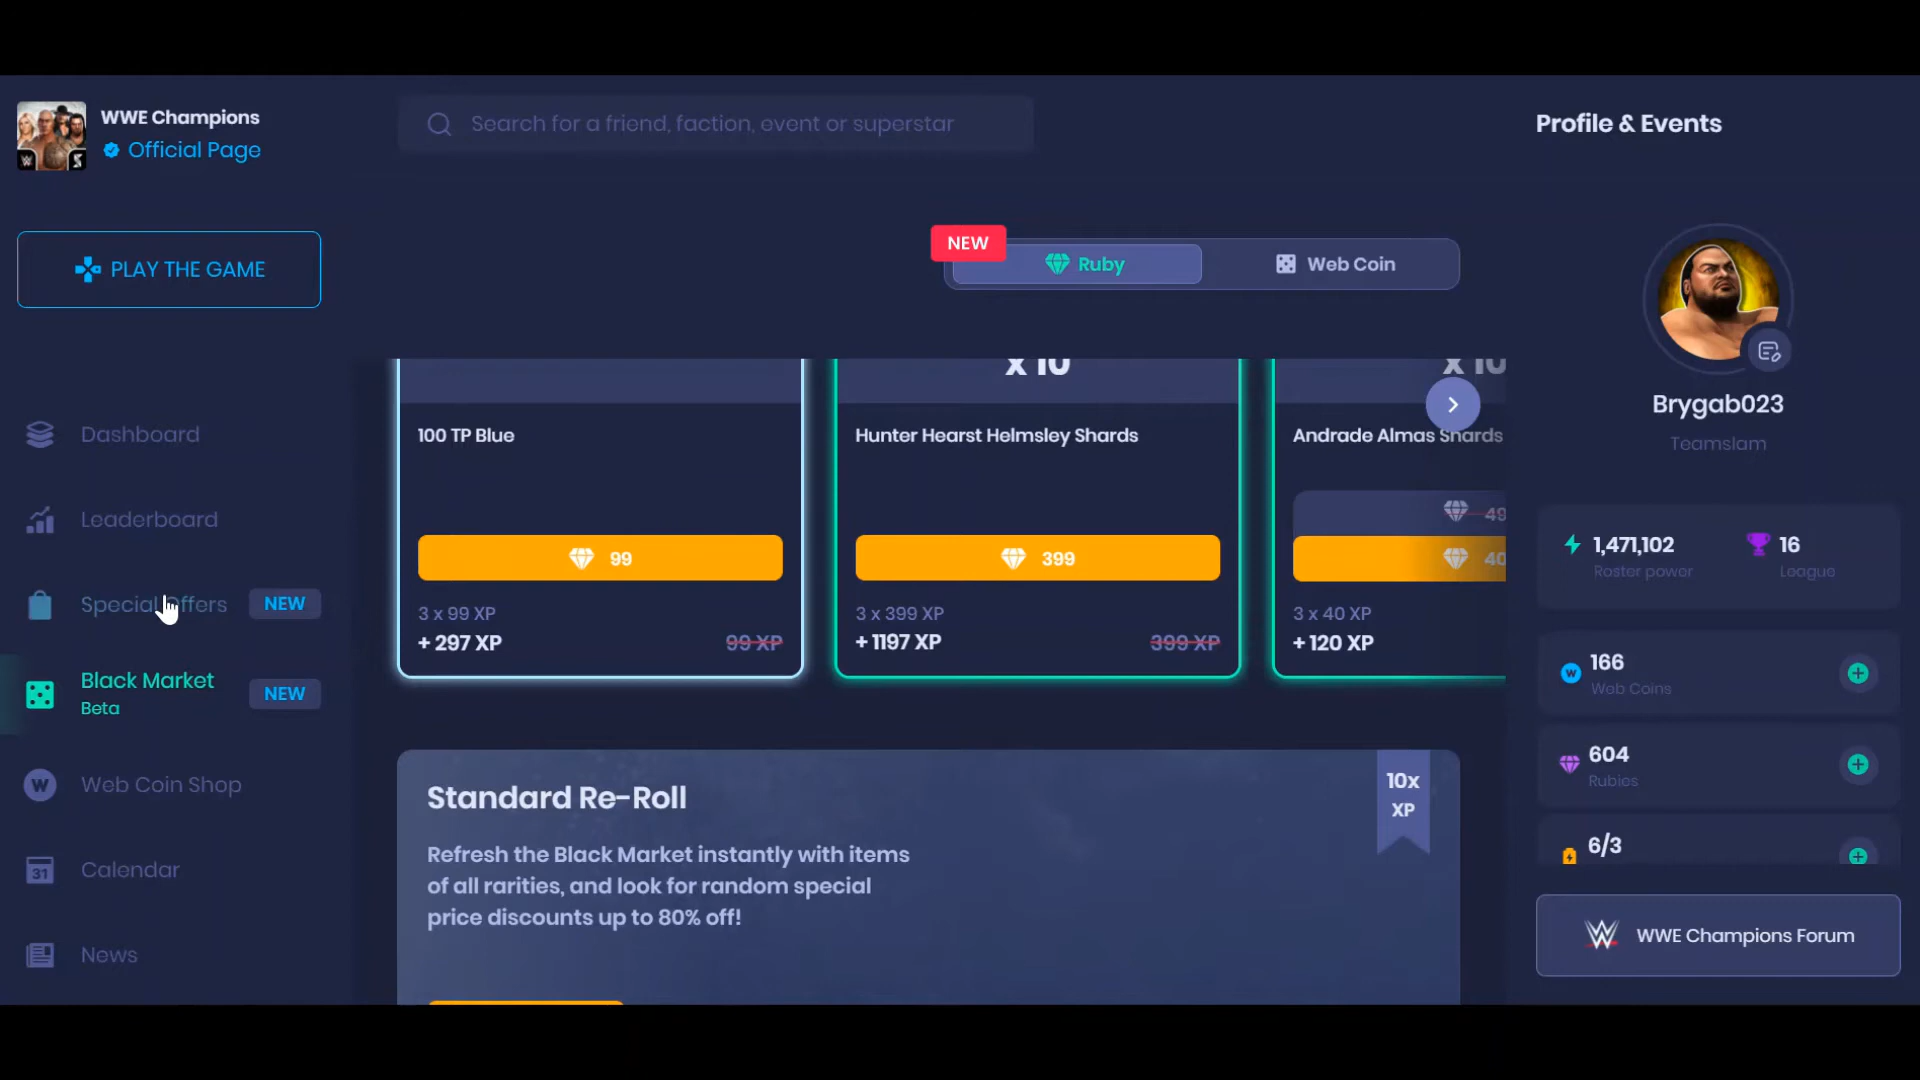 WWE Champions
Official Page
Search for a friend, faction, event or superstar
Profile & Events
PLAY THE GAME
NEW
Ruby
Web Coin
Brygab023
Teamslam
Dashboard
Leaderboard
Special Offers
NEW
Black Market
Beta
NEW
Web Coin Shop
31
Calendar
News
x 10
x 10
100 TP Blue
Hunter Hearst Helmsley Shards
Andrade Almas Shards
49
99
399
40
3 x 99 XP
+ 297 XP
99 XP
3 x 399 XP
+ 1197 XP
399 XP
3 x 40 XP
+ 120 XP
Standard Re-Roll
10x
XP
Refresh the Black Market instantly with items
of all rarities, and look for random special
price discounts up to 80% off!
1,471,102
Roster power
16
League
166
Web Coins
604
Rubies
6/3
WWE Champions Forum